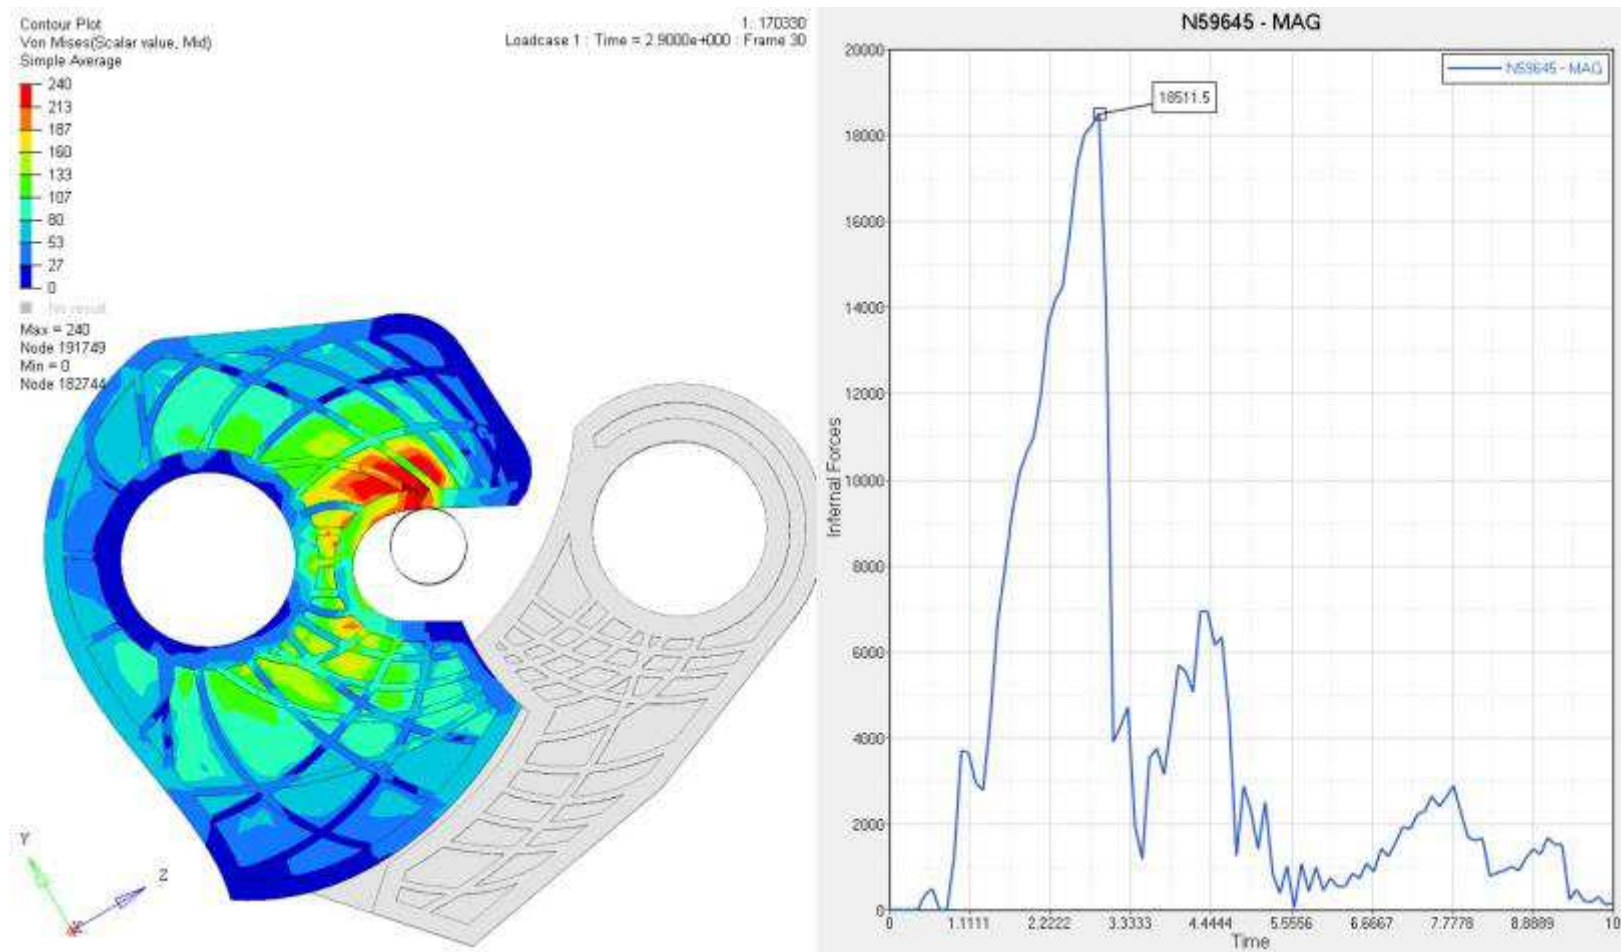 Contour Plot
Von Mises(Scalar value, Mid)
Simple Average
240
213
187
160
133
107
80
53
27
0
No result
Max = 240
Node 191749
Min = 0
Node 182744
1: 170330
Loadcase 1 : Time = 2.9000e+000 : Frame 30
Y
Z
X
N59645 - MAG
N59645 - MAG
18511.5
20000
18000
16000
14000
12000
10000
8000
6000
4000
2000
0
Internal Forces
0
1.1111
2.2222
3.3333
4.4444
5.5556
6.6667
7.7778
8.8889
10
Time